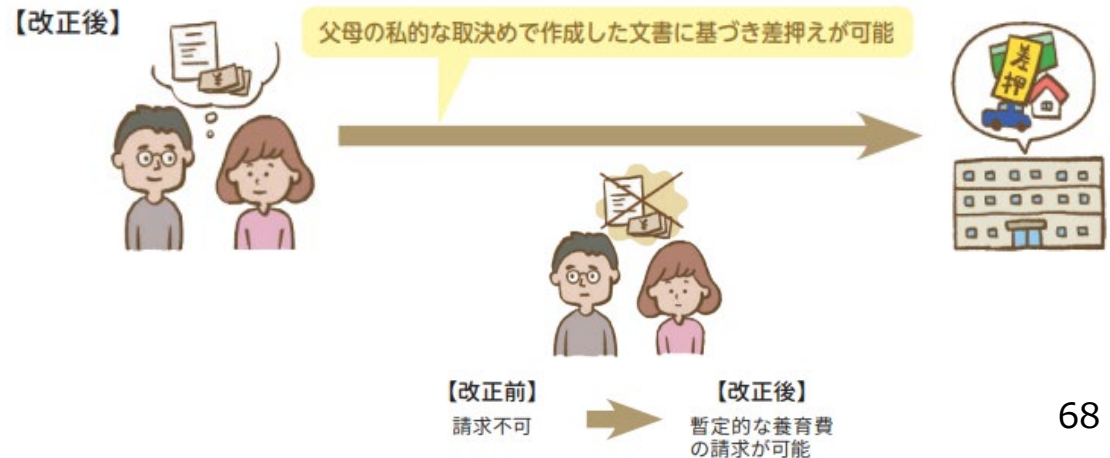 【改正後】
父母の私的な取決めで作成した文書に基づき差押えが可能
¥
差
押
¥
【改正前】
請求不可
【改正後】
暫定的な養育費
の請求が可能
68